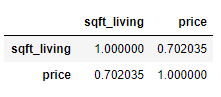 sqft_living price
sqft_living 1.000000 0.702035
price 0.702035 1.000000